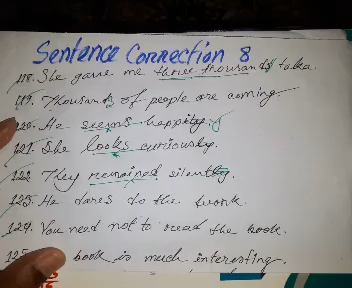 Sentence Correction 8
118. She gave me three thousands taka.
119. Thousands of people are coming.
120. He seems happily
121. She looks curiously.
122. They remained silently.
123. He dares do the work.
124. You need not to read the book.
125. book is much interesting.